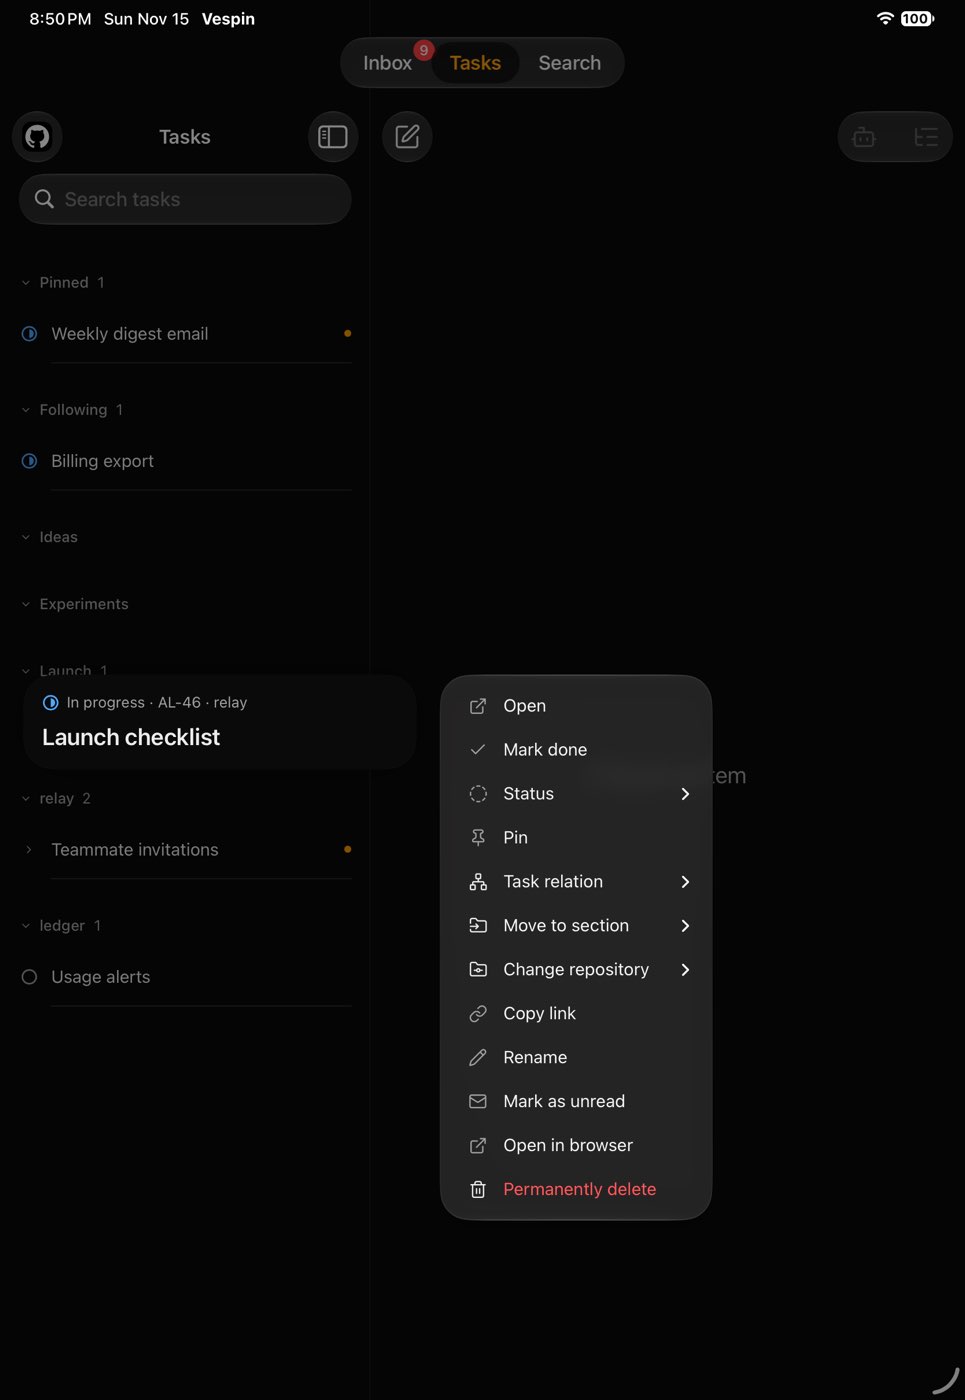 8:50 PM Sun Nov 15 Vespin
100
Inbox 9 Tasks Search
Tasks
Search tasks
Pinned 1
Weekly digest email
Following 1
Billing export
Ideas
Experiments
Launch 1
In progress · AL-46 · relay
Launch checklist
relay 2
Teammate invitations
ledger 1
Usage alerts
Open
Mark done
Status
Pin
Task relation
Move to section
Change repository
Copy link
Rename
Mark as unread
Open in browser
Permanently delete